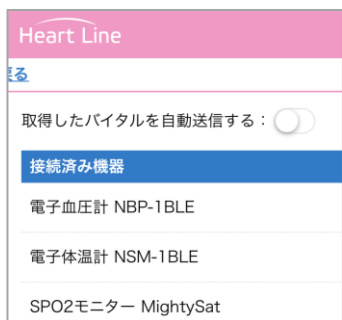 Heart Line
戻る
取得したバイタルを自動送信する：
接続済み機器
電子血圧計 NBP-1BLE
電子体温計 NSM-1BLE
SPO2モニター MightySat